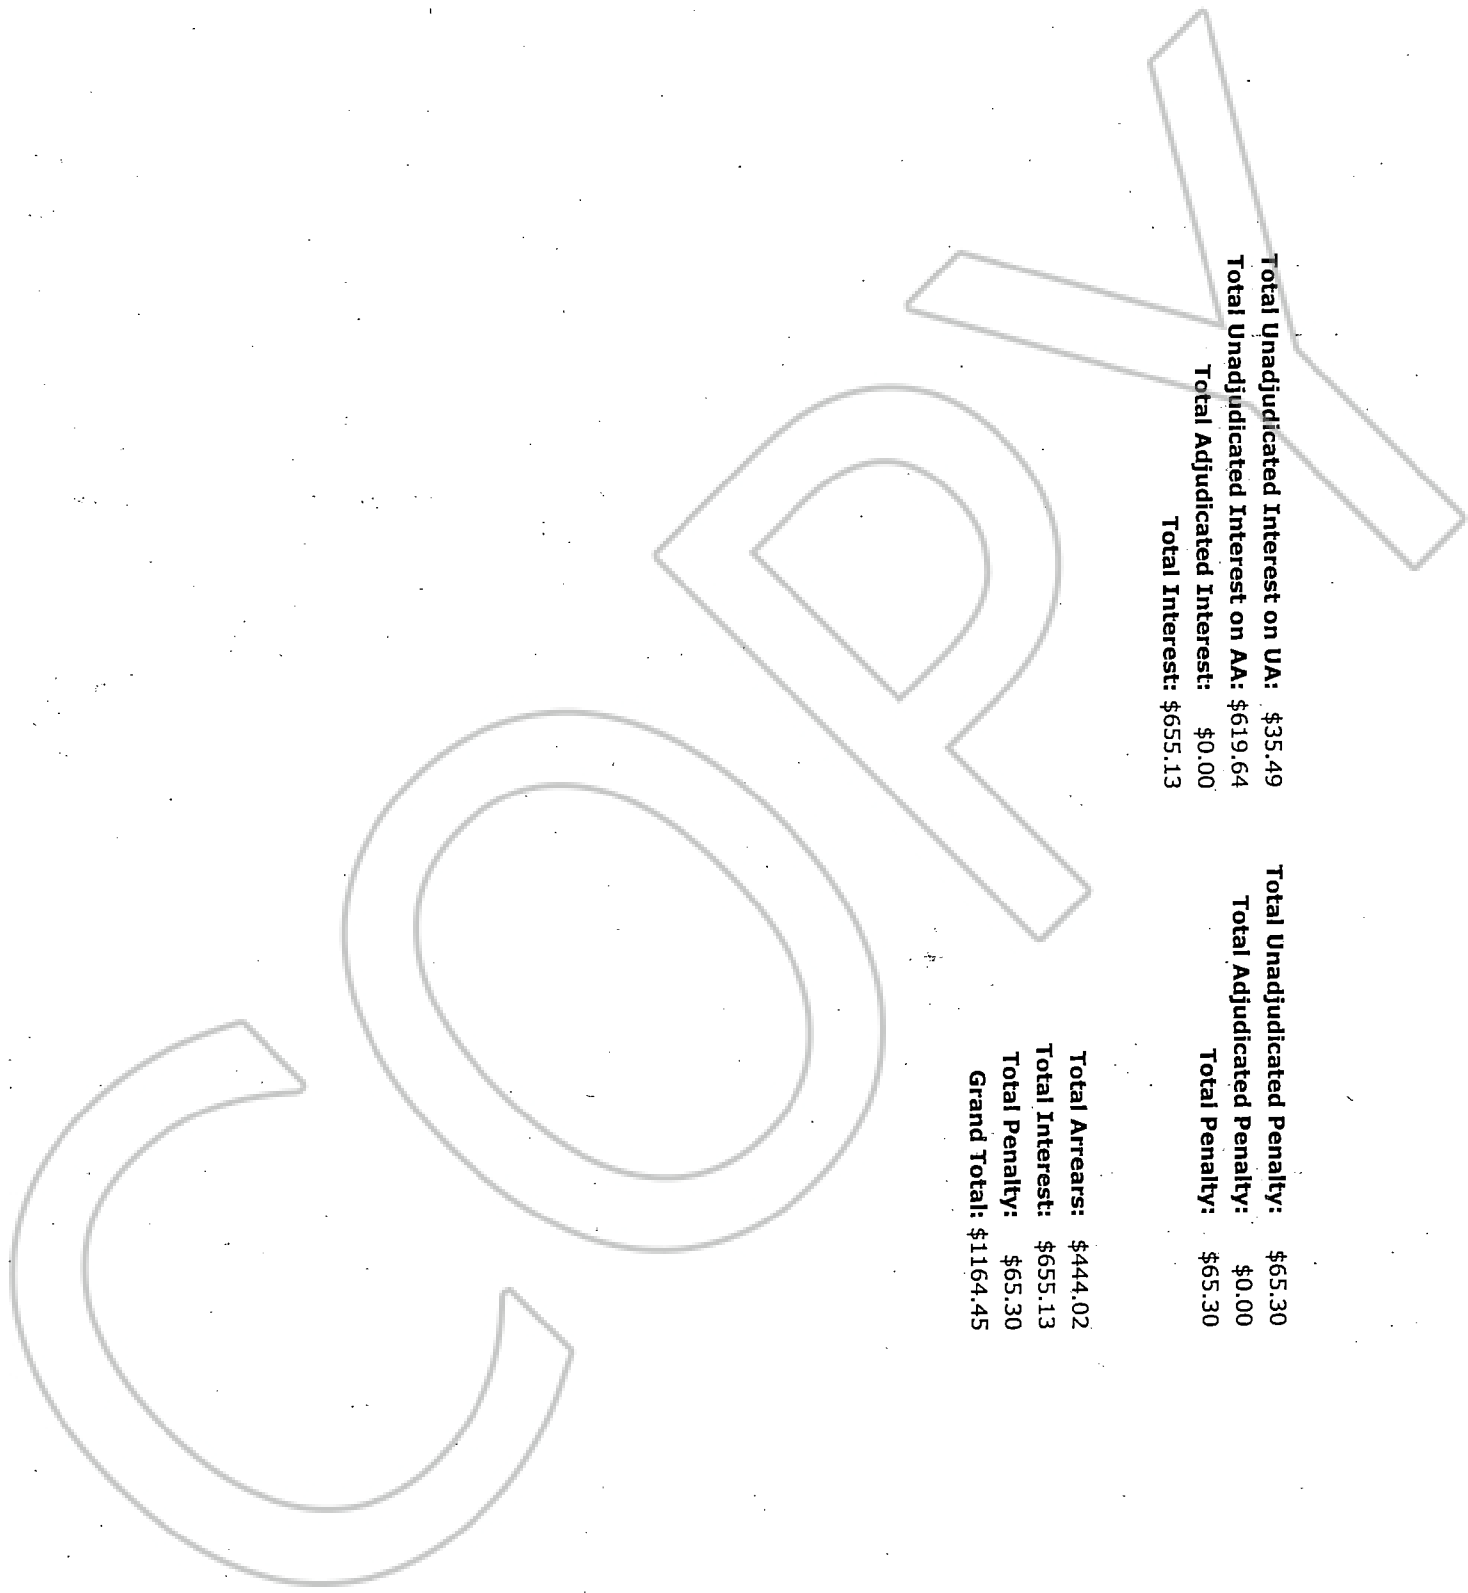 Total Unadjudicated Interest on UA: $35.49
Total Unadjudicated Interest on AA: $619.64
Total Adjudicated Interest: $0.00
Total Interest: $655.13
Total Unadjudicated Penalty: $65.30
Total Adjudicated Penalty: $0.00
Total Penalty: $65.30
Total Arrears: $444.02
Total Interest: $655.13
Total Penalty: $65.30
Grand Total: $1164.45
COPY